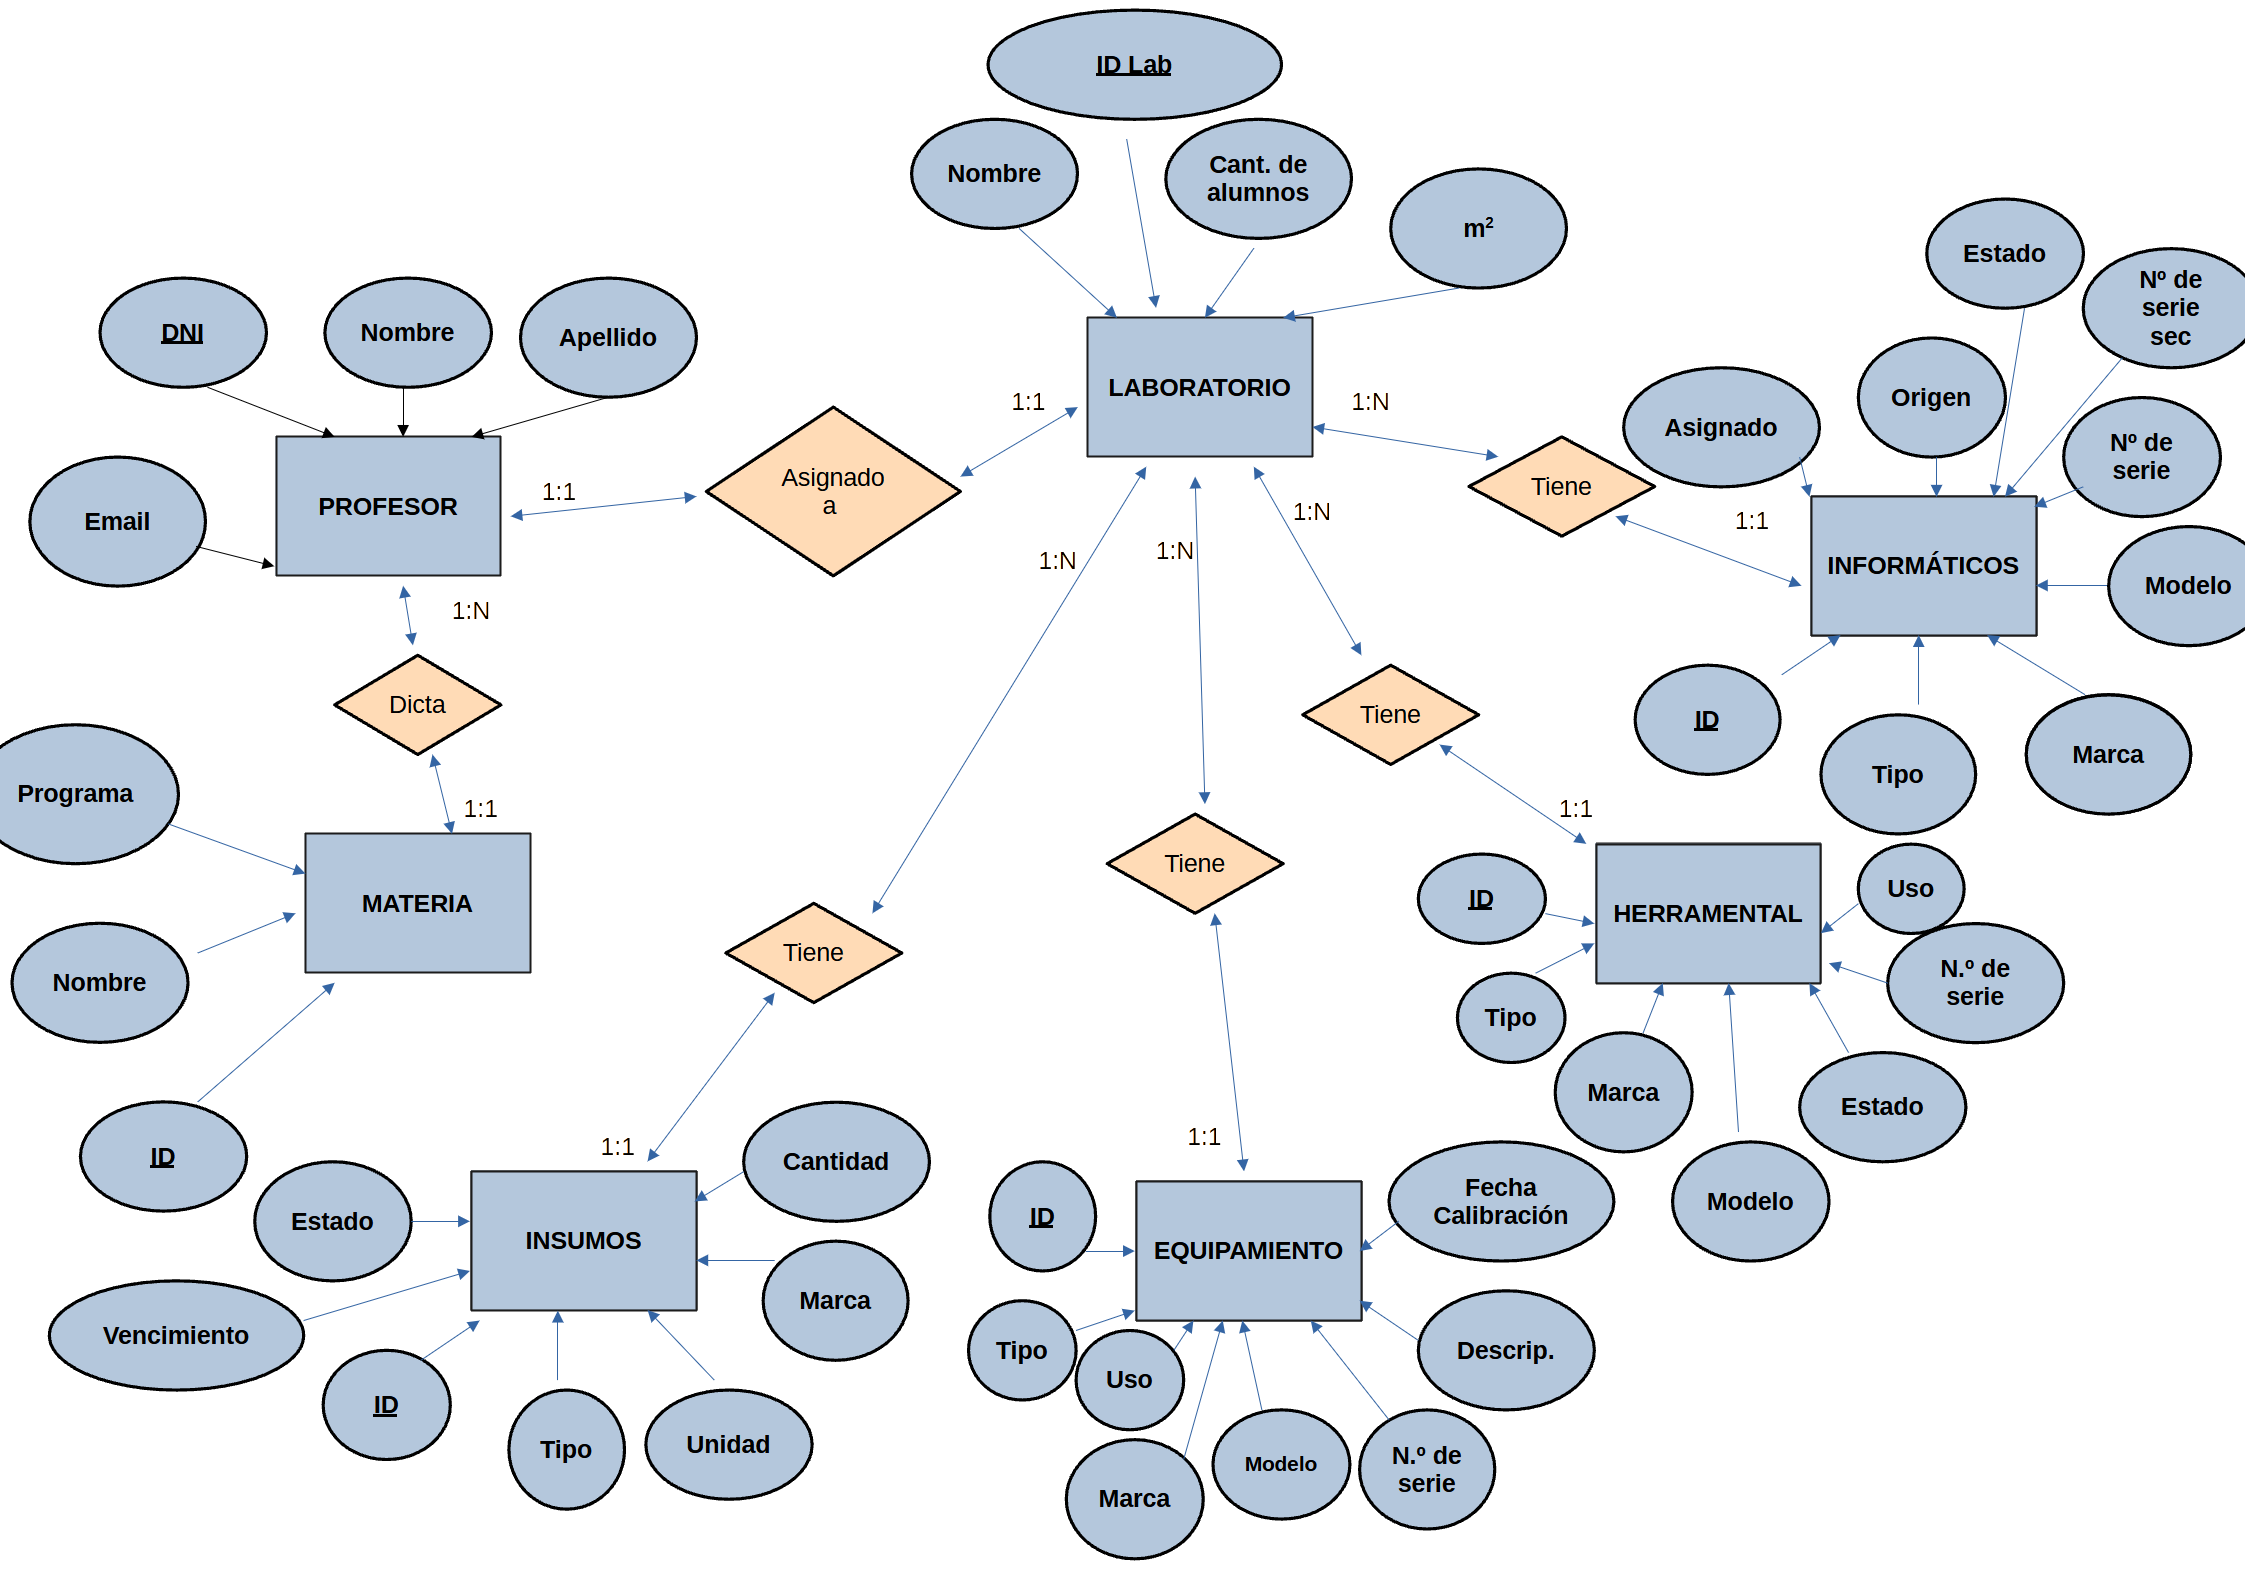 ID Lab
Nombre
Cant. de
alumnos
m²
Estado
Nº de
serie
sec
DNI
Nombre
Apellido
LABORATORIO
1:1
1:N
Asignado
Origen
Nº de
serie
Asignado
a
Tiene
1:1
PROFESOR
Email
1:1
1:N
1:N
1:N
INFORMÁTICOS
Modelo
1:N
Dicta
Tiene
ID
Tipo
Marca
Programa
1:1
MATERIA
Tiene
1:1
ID
HERRAMENTAL
Uso
Nombre
Tiene
N.º de
serie
Tipo
Marca
Estado
ID
1:1
Cantidad
1:1
Modelo
Estado
INSUMOS
ID
EQUIPAMIENTO
Fecha
Calibración
Vencimiento
Marca
Tipo
Uso
Descrip.
ID
Tipo
Unidad
Marca
Modelo
N.º de
serie